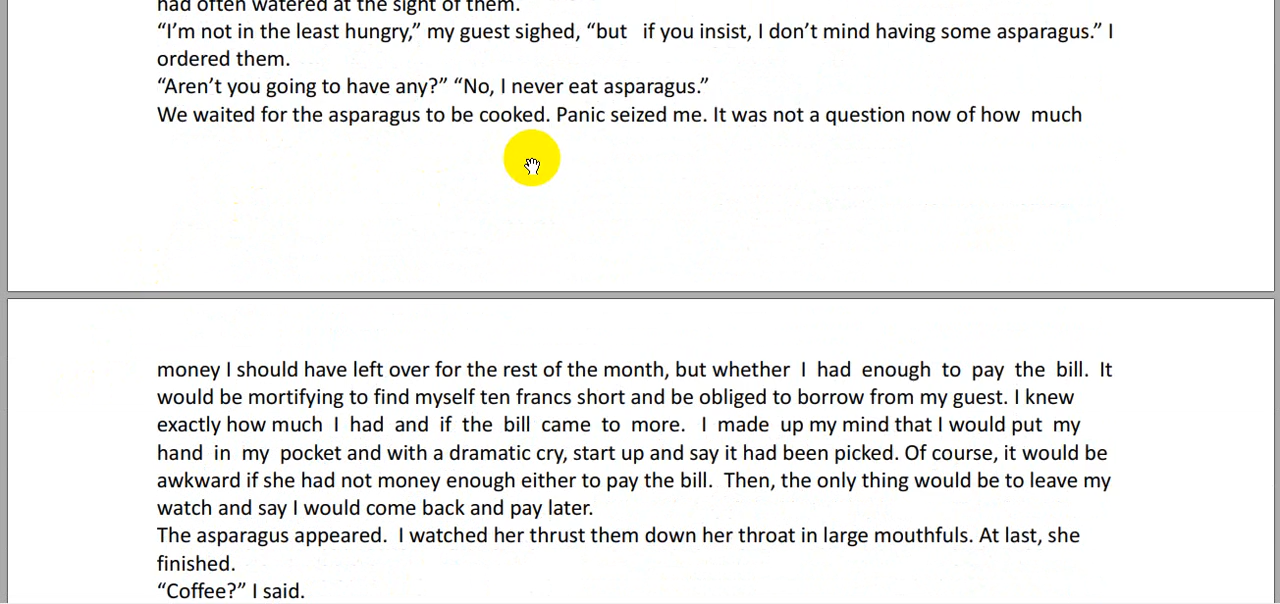 had often watered at the sight of them.
“I’m not in the least hungry,” my guest sighed, “but if you insist, I don’t mind having some asparagus.” I
ordered them.
“Aren’t you going to have any?” “No, I never eat asparagus.”
We waited for the asparagus to be cooked. Panic seized me. It was not a question now of how much
money I should have left over for the rest of the month, but whether I had enough to pay the bill. It
would be mortifying to find myself ten francs short and be obliged to borrow from my guest. I knew
exactly how much I had and if the bill came to more. I made up my mind that I would put my
hand in my pocket and with a dramatic cry, start up and say it had been picked. Of course, it would be
awkward if she had not money enough either to pay the bill. Then, the only thing would be to leave my
watch and say I would come back and pay later.
The asparagus appeared. I watched her thrust them down her throat in large mouthfuls. At last, she
finished.
“Coffee?” I said.